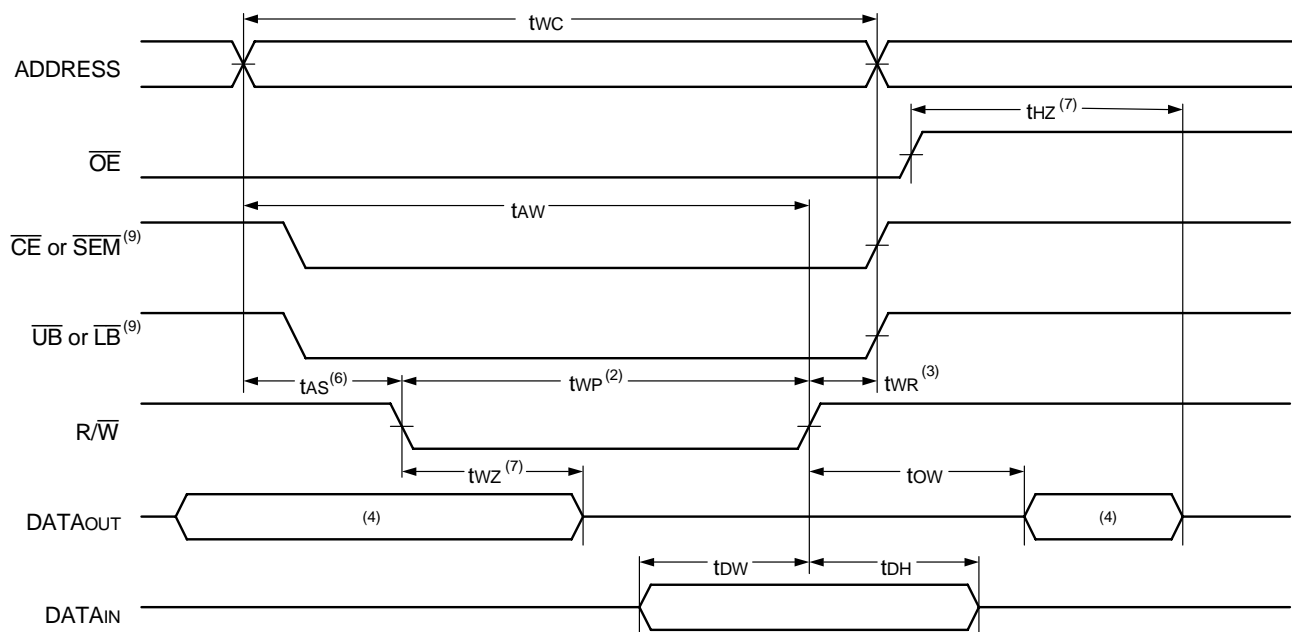 tWC
ADDRESS
tHZ (7)
OE
tAW
CE or SEM (9)
UB or LB (9)
tAS (6) tWP (2) tWR (3)
R/W
tWZ (7) tOW
DATAOUT (4) (4)
tDW tDH
DATAIN